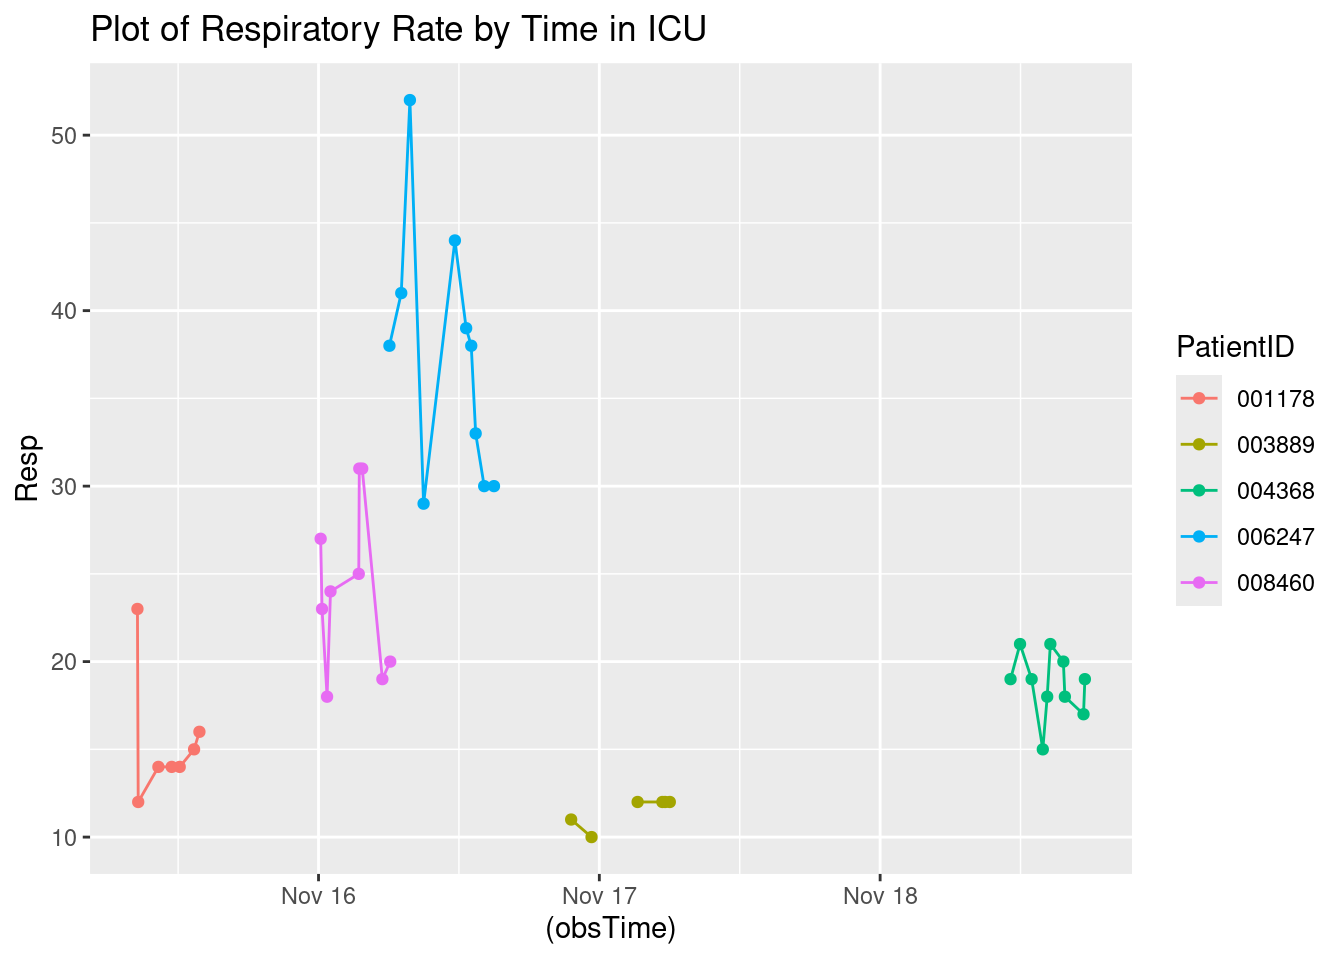 Plot of Respiratory Rate by Time in ICU
50
40
30
20
10
Resp
Nov 16
Nov 17
Nov 18
(obsTime)
PatientID
001178
003889
004368
006247
008460